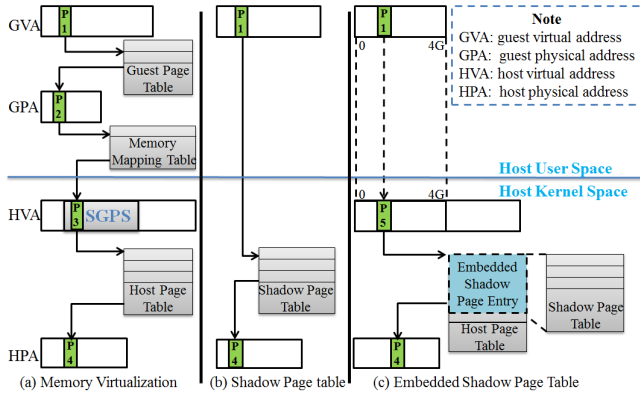 GVA
P
1
P
1
P
1
0
4G
Note
GVA: guest virtual address
GPA: guest physical address
HVA: host virtual address
HPA: host physical address
Guest Page
Table
GPA
P
2
Memory
Mapping Table
Host User Space
Host Kernel Space
0
4G
HVA
P
3
SGPS
P
5
Host Page
Table
Shadow Page
Table
Embedded
Shadow
Page Entry
Host Page
Table
Shadow Page
Table
HPA
P
4
P
4
P
4
(a) Memory Virtualization
(b) Shadow Page table
(c) Embedded Shadow Page Table